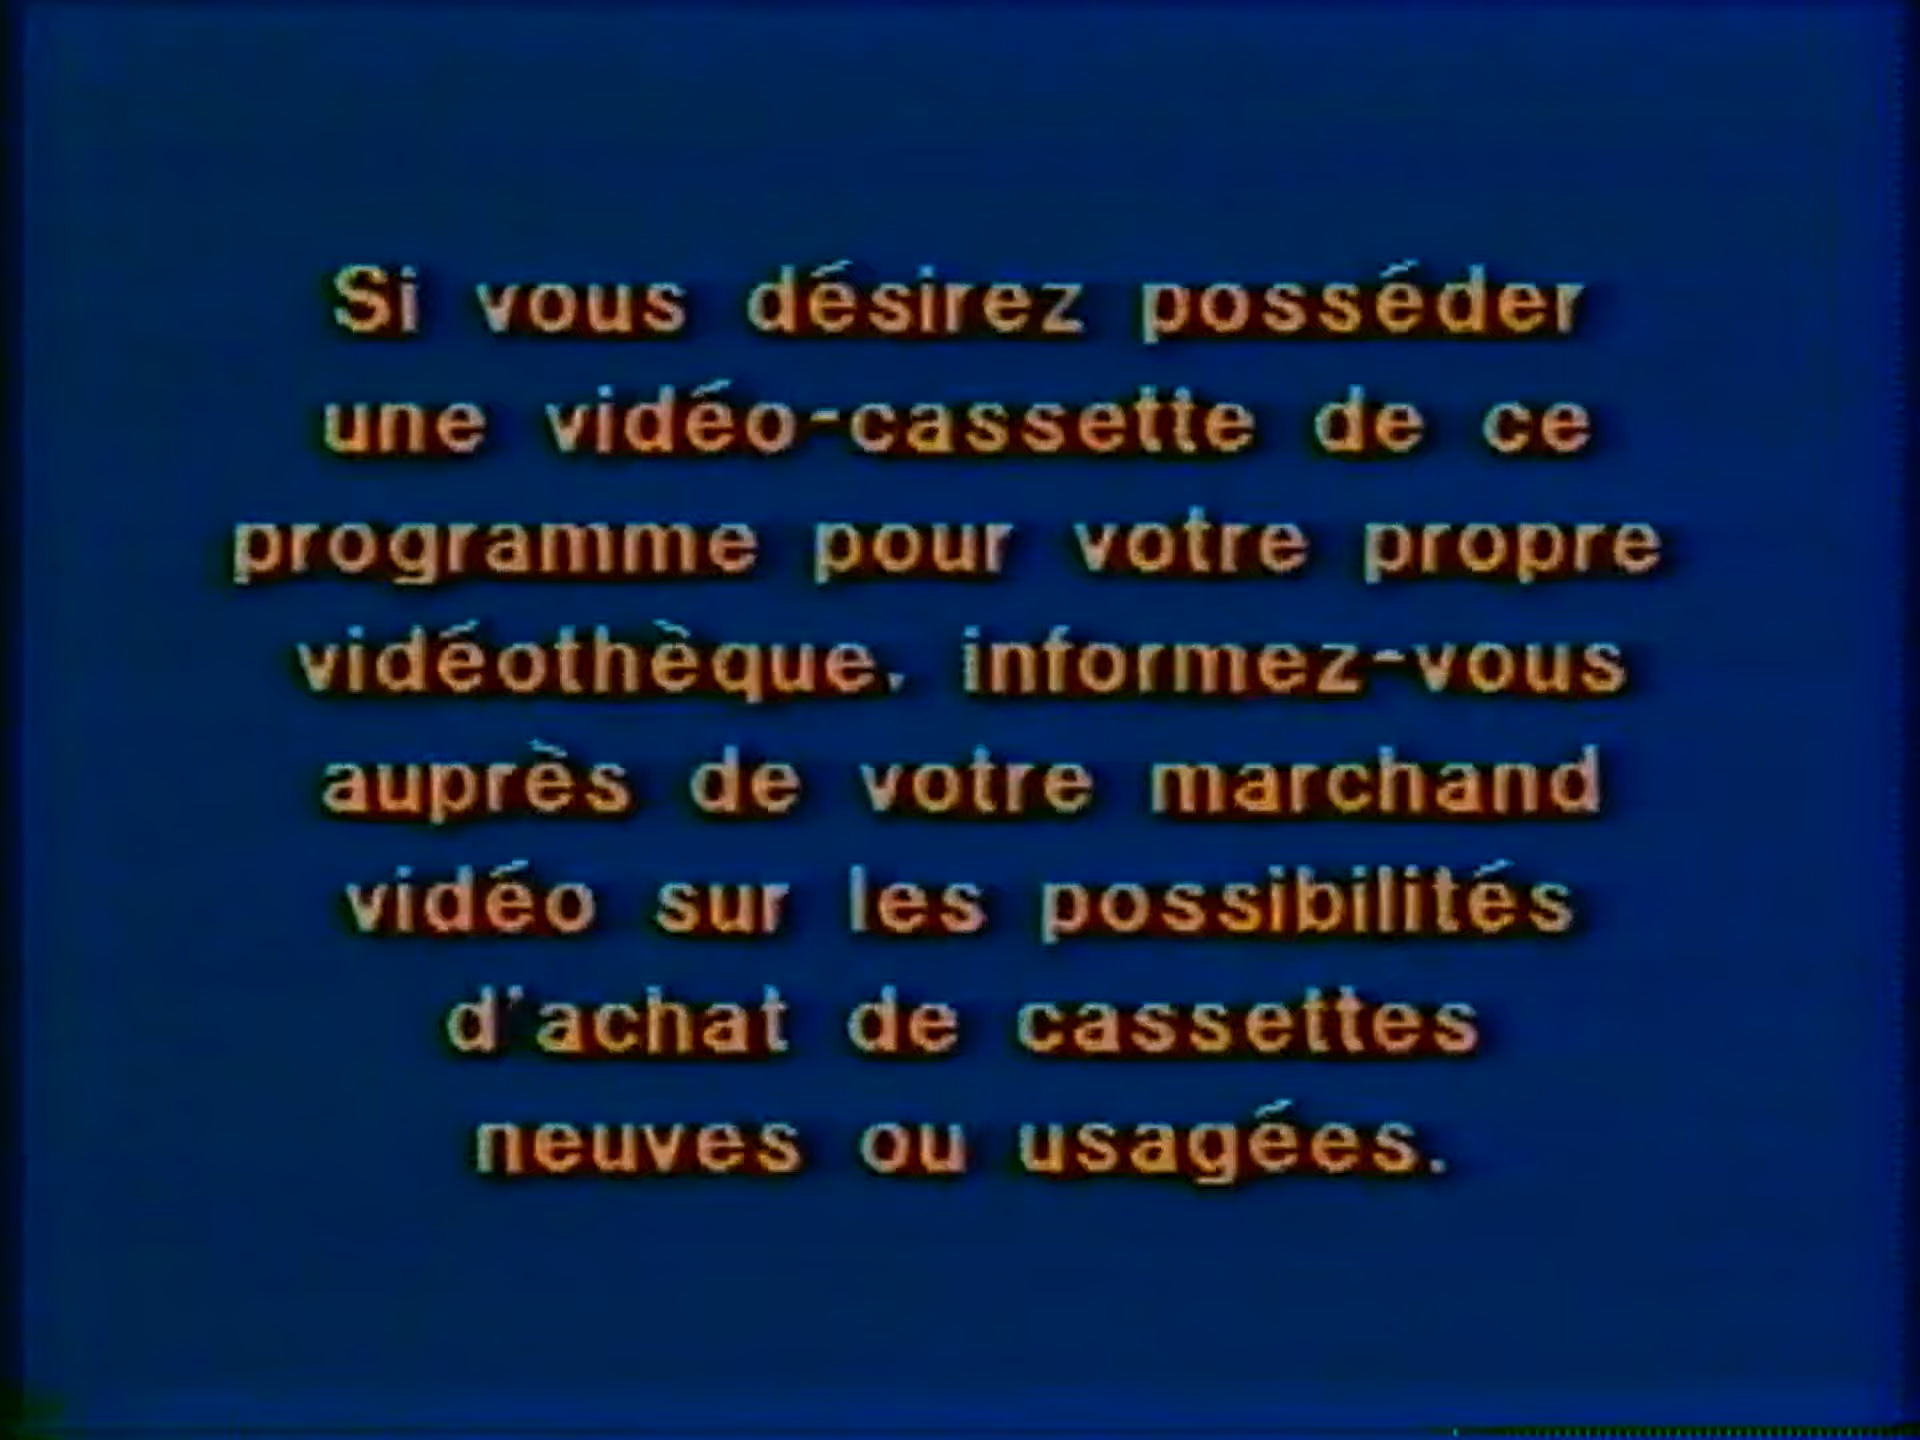 Si vous désirez posséder
une vidéo-cassette de ce
programme pour votre propre
vidéothèque, informez-vous
auprès de votre marchand
vidéo sur les possibilités
d'achat de cassettes
neuves ou usagées.